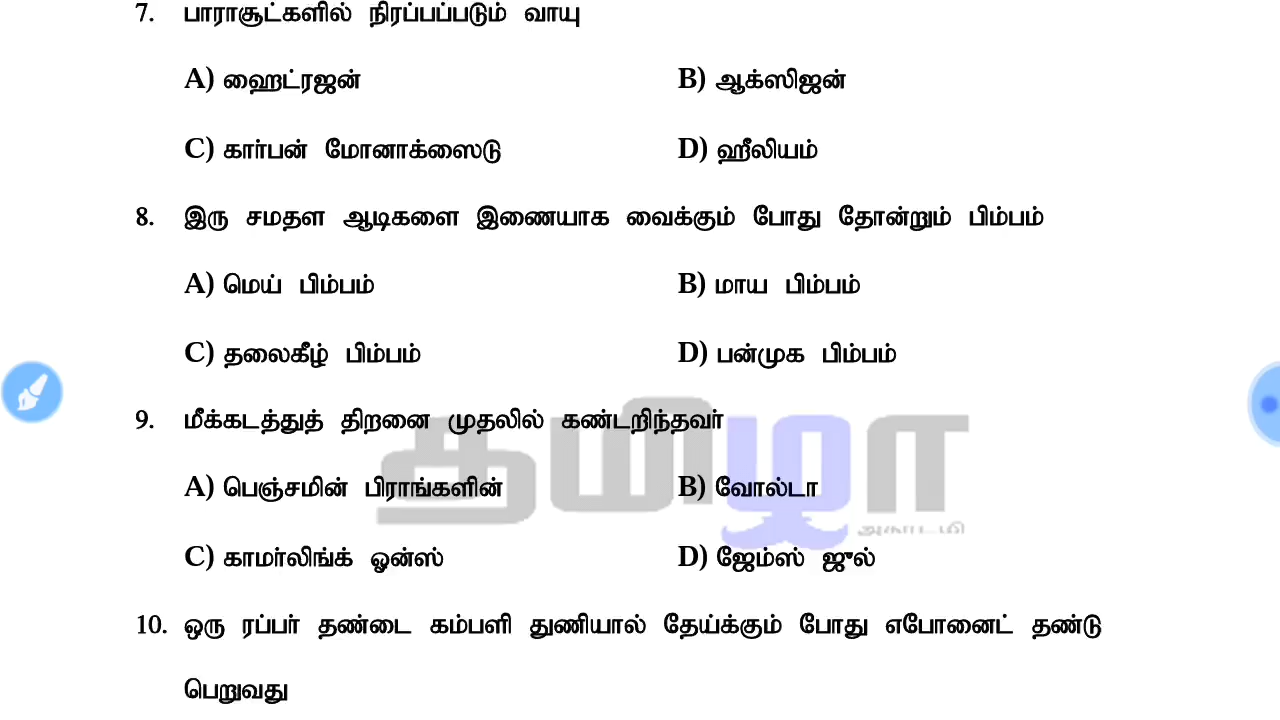 7. பாராசூட்களில் நிரப்பப்படும் வாயு
A) ஹைட்ரஜன் B) ஆக்ஸிஜன்
C) கார்பன் மோனாக்ஸைடு D) ஹீலியம்
8. இரு சமதள ஆடிகளை இணையாக வைக்கும் போது தோன்றும் பிம்பம்
A) மெய் பிம்பம் B) மாய பிம்பம்
C) தலைகீழ் பிம்பம் D) பன்முக பிம்பம்
9. மீக்கடத்துத் திறனை முதலில் கண்டறிந்தவர்
தமிழா
A) பெஞ்சமின் பிராங்களின் B) வோல்டா
அகாடமி
C) காமர்லிங்க் ஓன்ஸ் D) ஜேம்ஸ் ஜுல்
10. ஒரு ரப்பர் தண்டை கம்பளி துணியால் தேய்க்கும் போது எபோனைட் தண்டு
பெறுவது